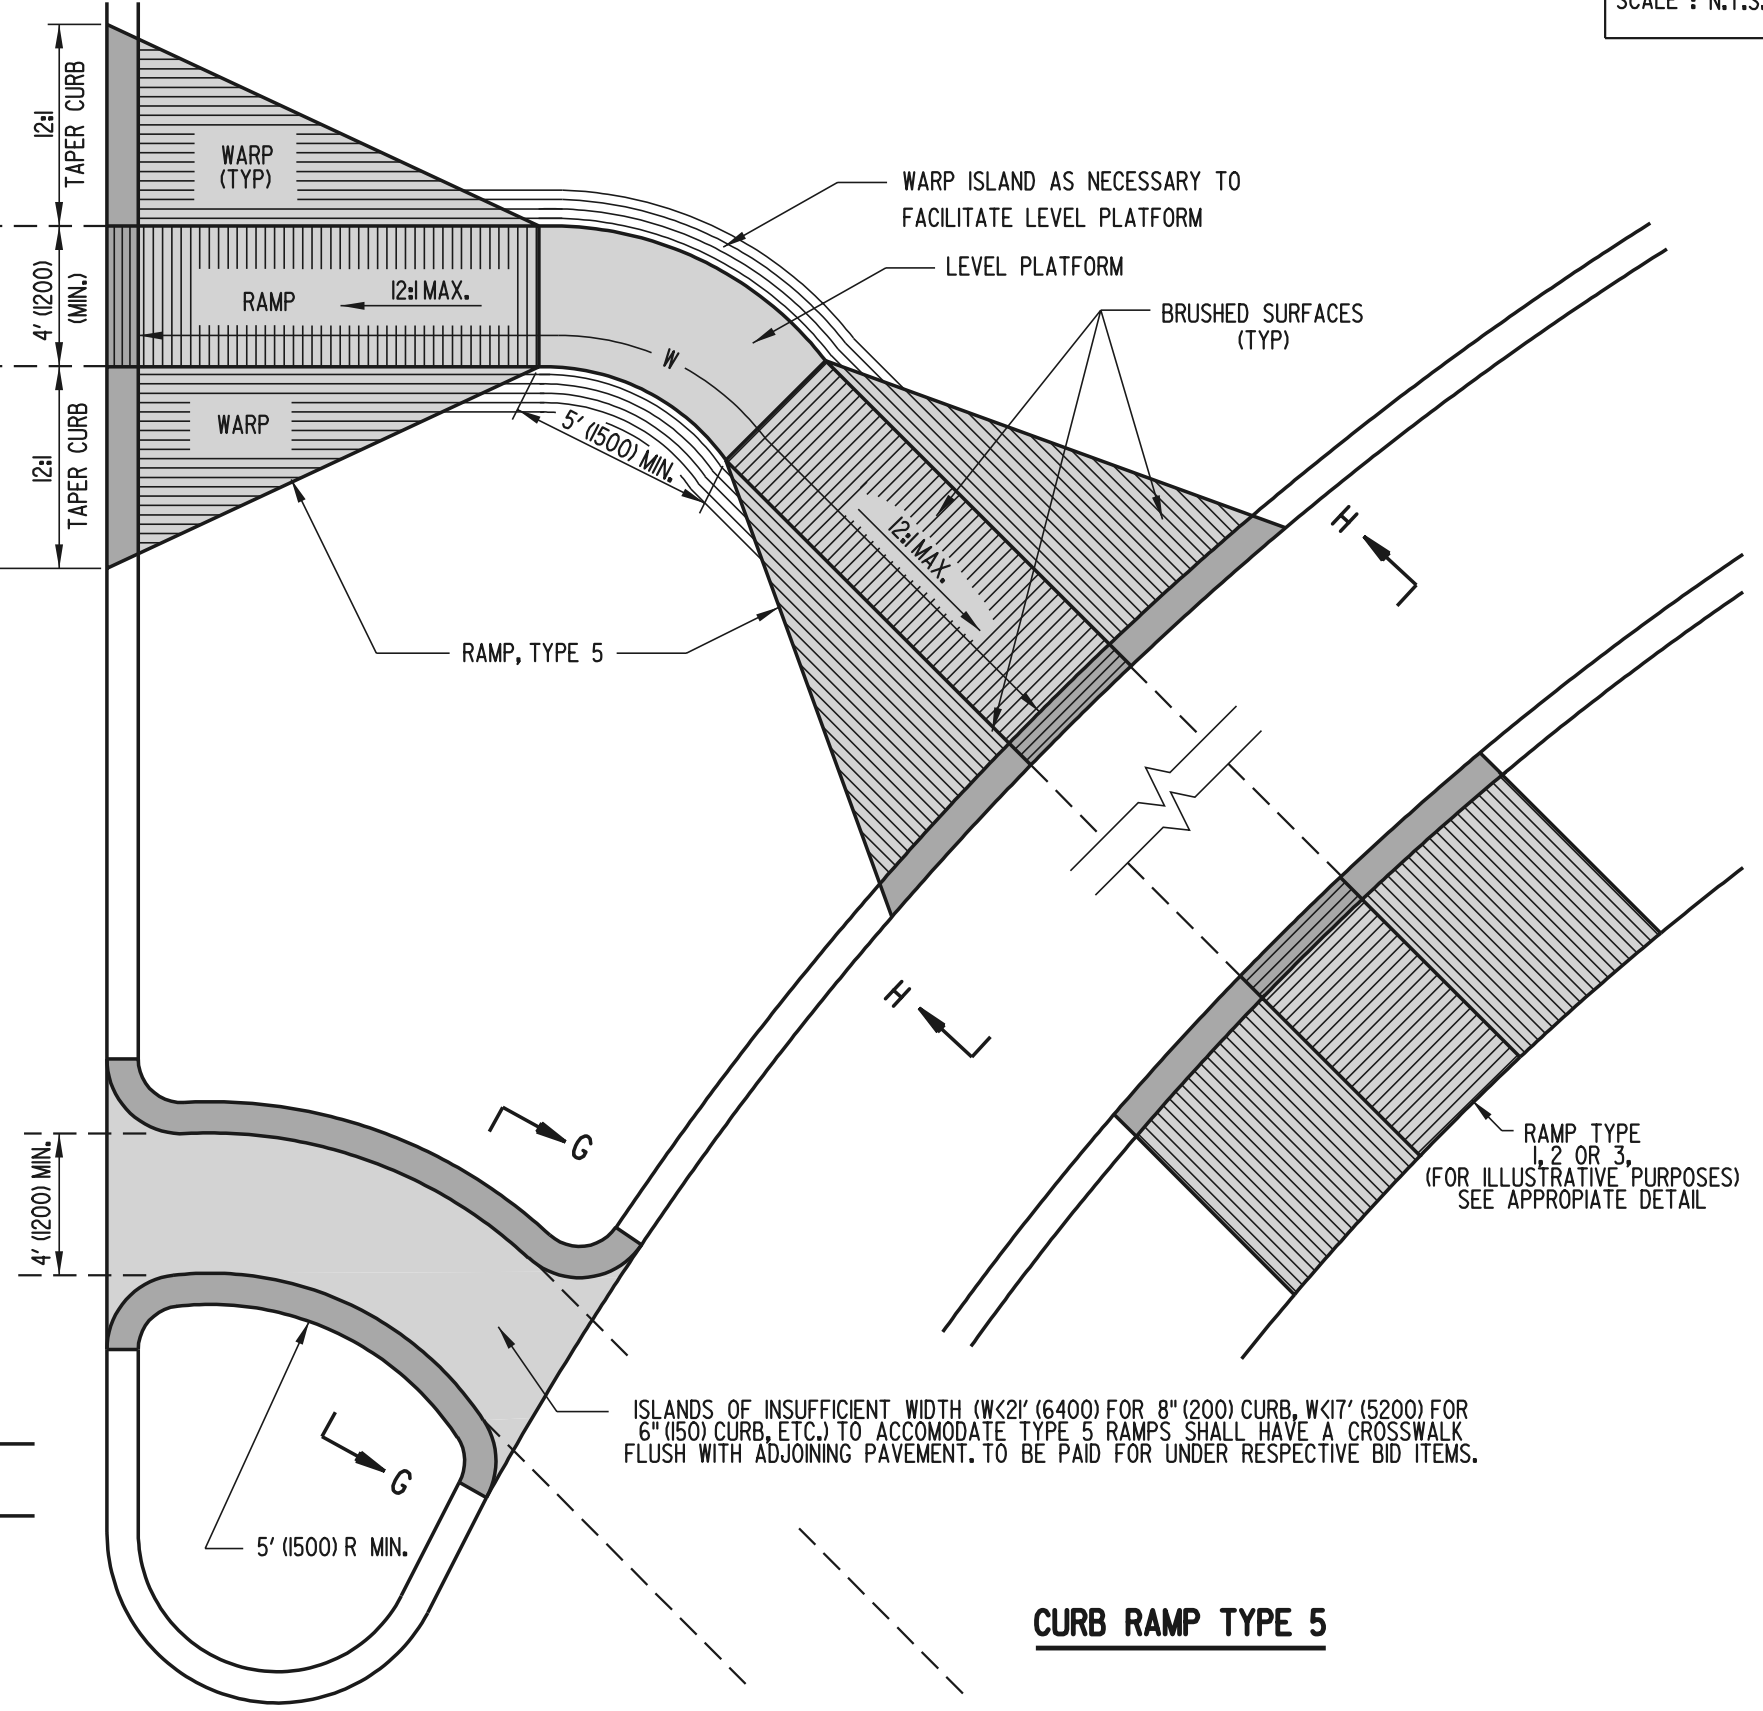 SCALE : N.T.S.
12:1
TAPER CURB
WARP
(TYP)
4' (1200)
(MIN.)
RAMP
12:1 MAX.
WARP ISLAND AS NECESSARY TO
FACILITATE LEVEL PLATFORM
LEVEL PLATFORM
BRUSHED SURFACES
(TYP)
W
12:1
TAPER CURB
WARP
5' (1500) MIN.
12:1 MAX.
H
RAMP, TYPE 5
H
G
4' (1200) MIN.
RAMP TYPE
1, 2 OR 3,
(FOR ILLUSTRATIVE PURPOSES)
SEE APPROPIATE DETAIL
ISLANDS OF INSUFFICIENT WIDTH (W<21' (6400) FOR 8" (200) CURB, W<17' (5200) FOR
6" (150) CURB, ETC.) TO ACCOMODATE TYPE 5 RAMPS SHALL HAVE A CROSSWALK
FLUSH WITH ADJOINING PAVEMENT. TO BE PAID FOR UNDER RESPECTIVE BID ITEMS.
G
5' (1500) R MIN.
CURB RAMP TYPE 5